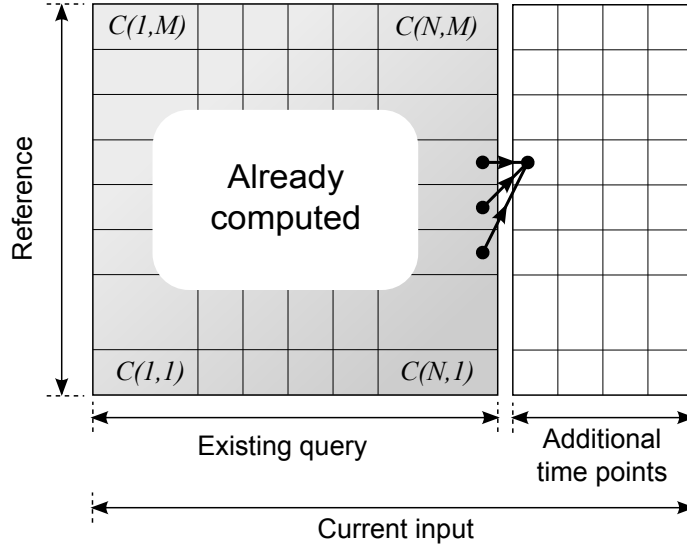 C(1,M)
C(N,M)
Already
computed
Reference
C(1,1)
C(N,1)
Existing query
Additional
time points
Current input